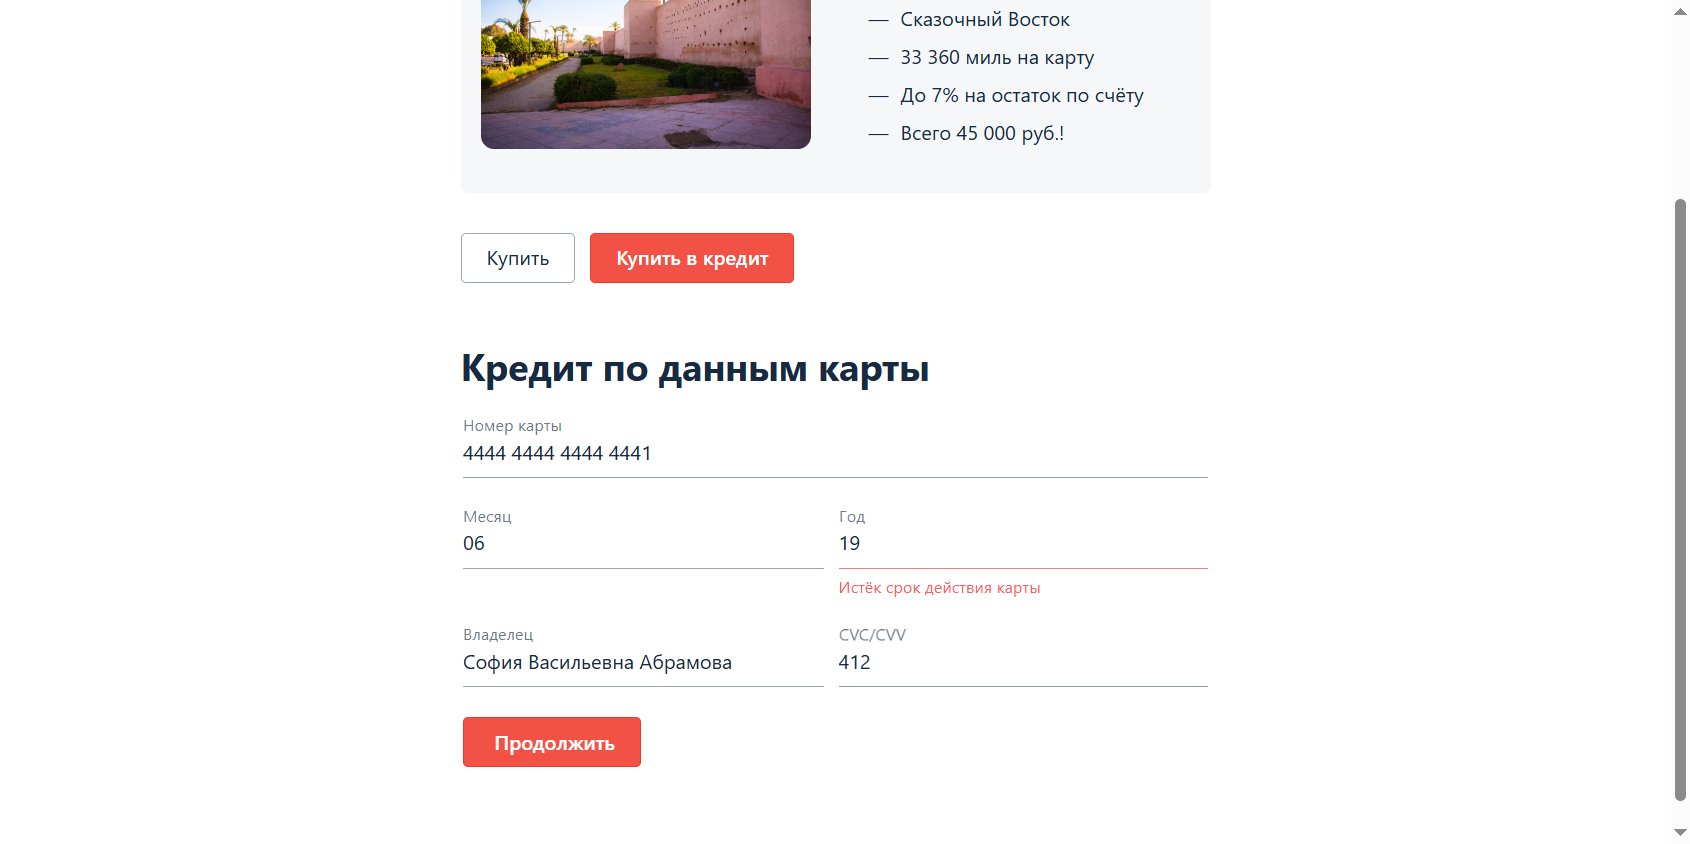 — Сказочный Восток
— 33 360 миль на карту
— До 7% на остаток по счёту
— Всего 45 000 руб.!
Купить
Купить в кредит
Кредит по данным карты
Номер карты
4444 4444 4444 4441
Месяц
06
Год
19
Истёк срок действия карты
Владелец
София Васильевна Абрамова
CVC/CVV
412
Продолжить